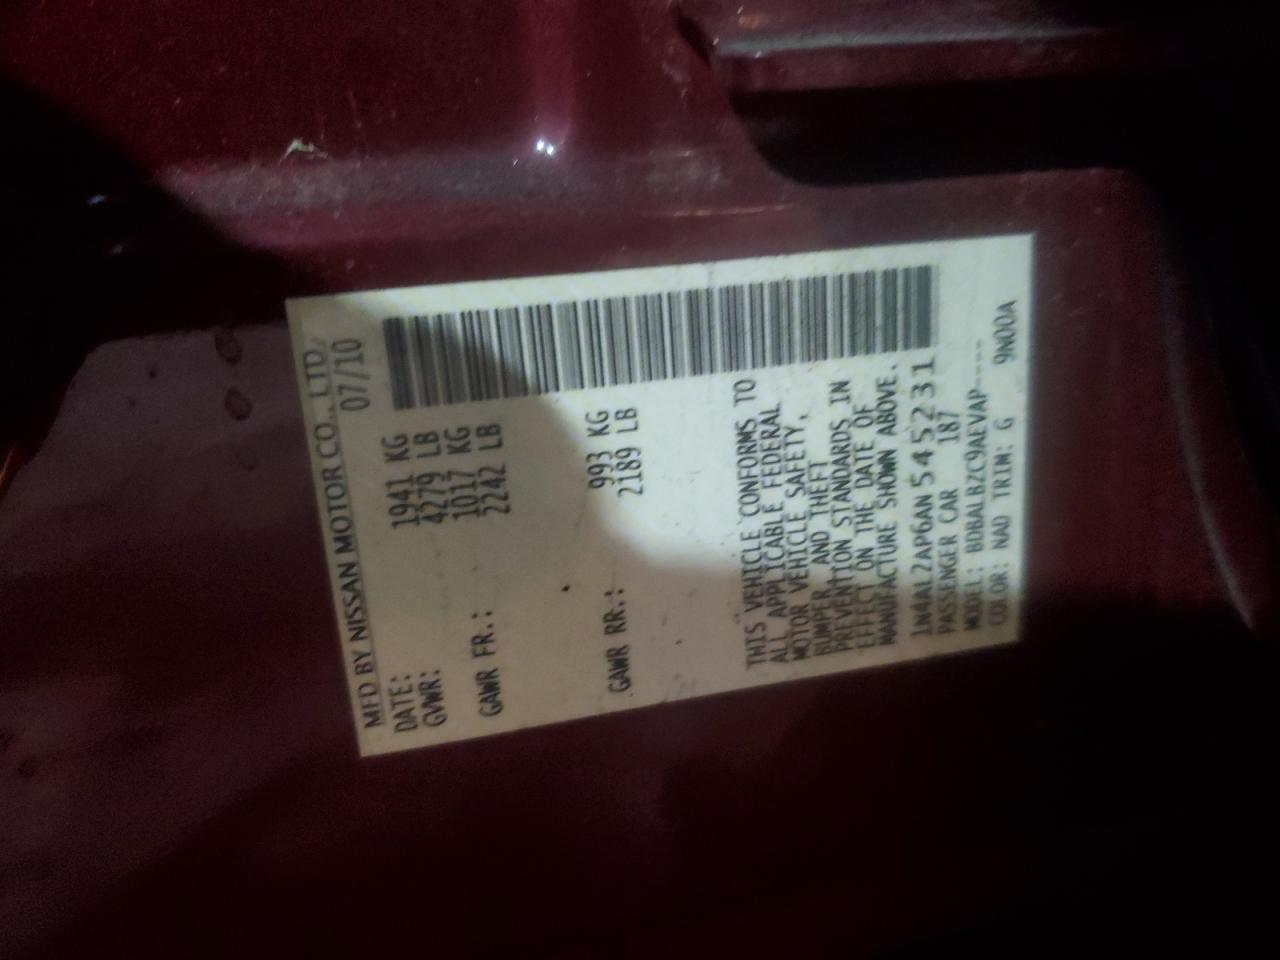 MFD BY NISSAN MOTOR CO., LTD.
DATE: 07/10
GVWR: 1941 KG
4279 LB
GAWR FR.: 1017 KG
2242 LB
GAWR RR.: 993 KG
2189 LB
THIS VEHICLE CONFORMS TO
ALL APPLICABLE FEDERAL
MOTOR VEHICLE SAFETY,
BUMPER, AND THEFT
PREVENTION STANDARDS IN
EFFECT ON THE DATE OF
MANUFACTURE SHOWN ABOVE.
1N4AL2AP6AN545231
PASSENGER CAR 187
MODEL: BDBALBZC9AEVAP----
COLOR: NAD TRIM: G 9N00A